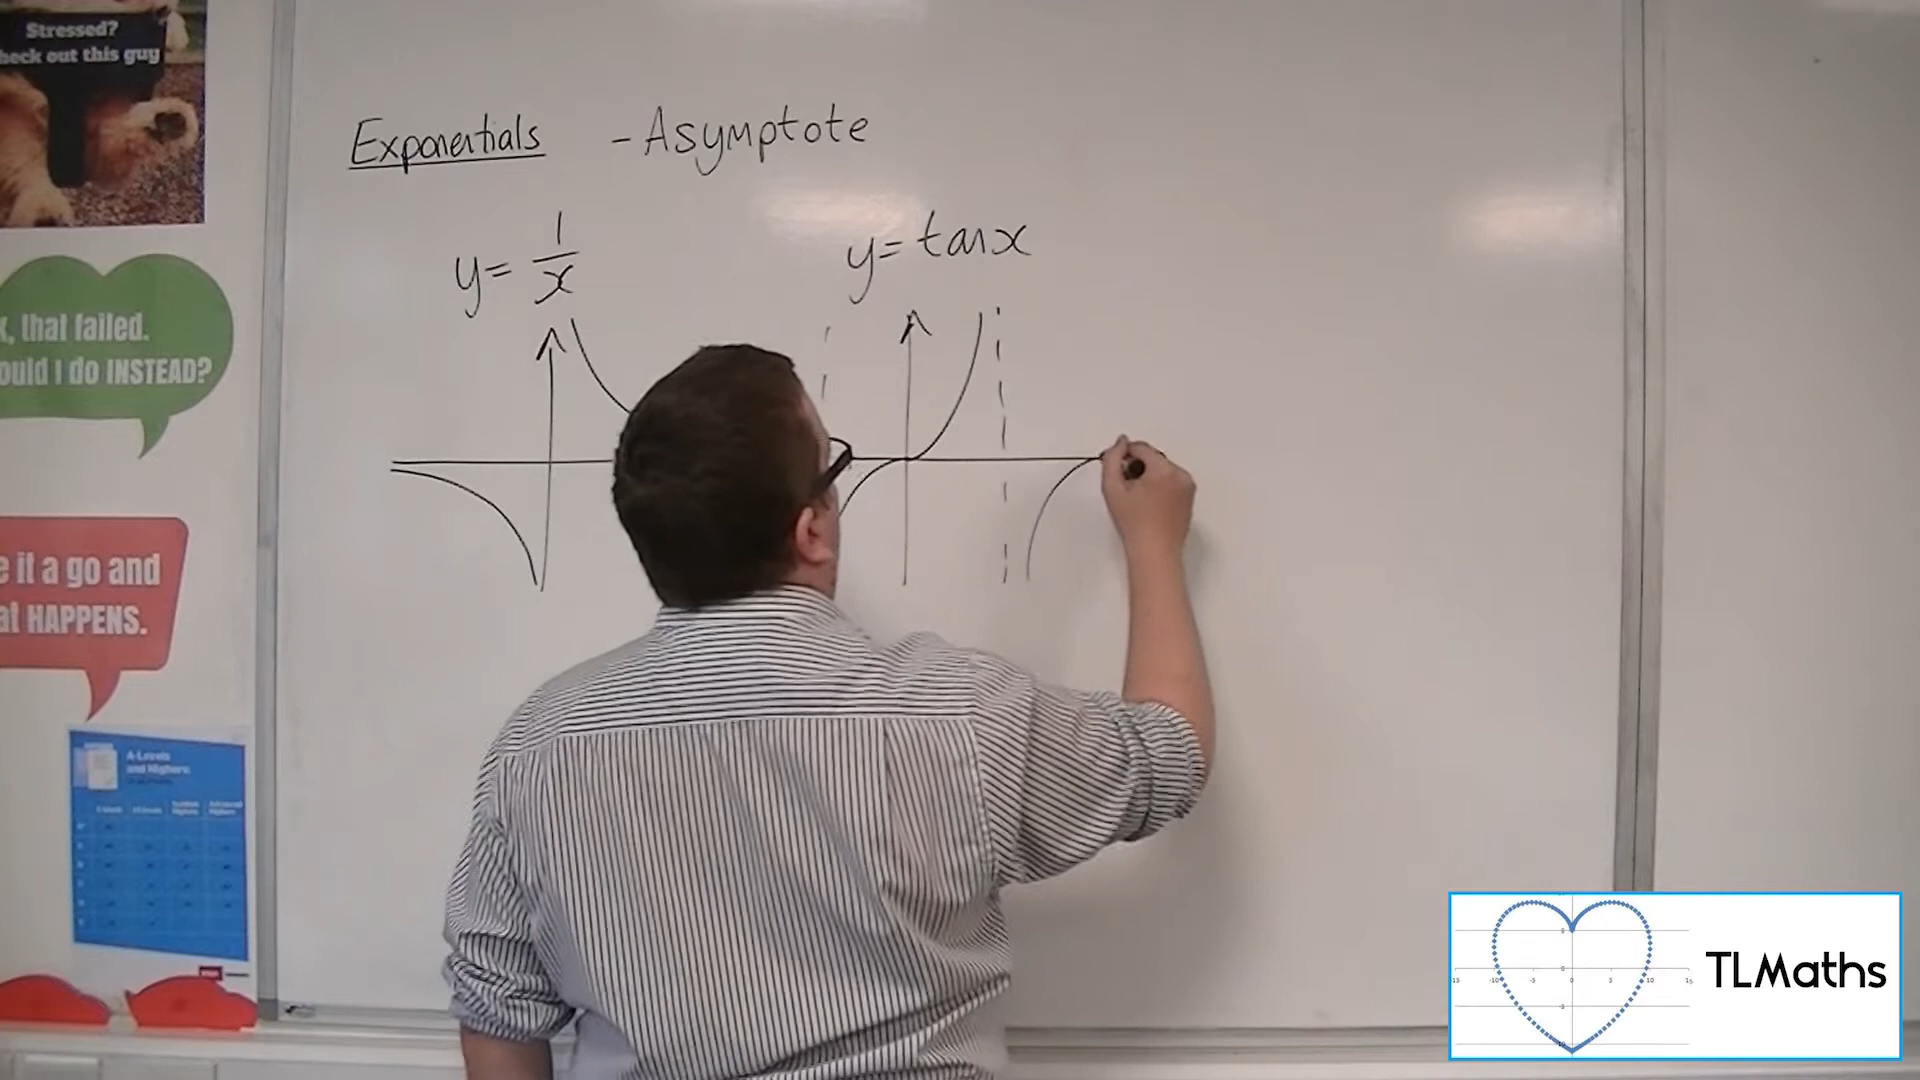 Stressed?
heck out this guy
Exponentials - Asymptote
y = 1/x
y = tan x
, that failed.
ould I do INSTEAD?
e it a go and
at HAPPENS.
A-Levels
and Highers
TLMaths